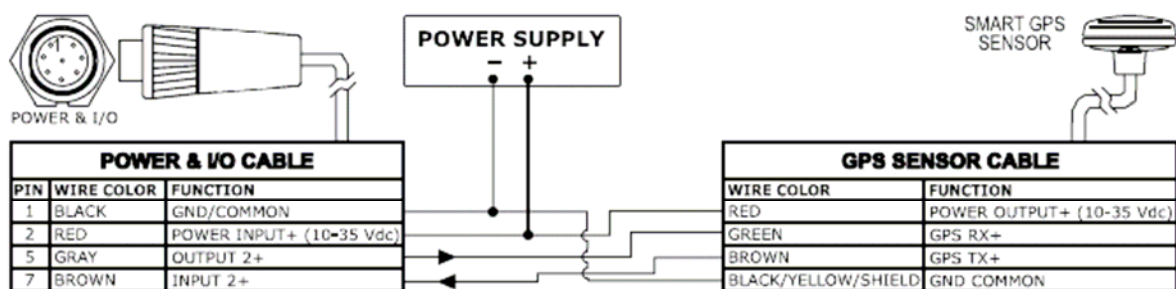 POWER & I/O
POWER SUPPLY
- +
SMART GPS
SENSOR
POWER & I/O CABLE
PIN WIRE COLOR FUNCTION
1 BLACK GND/COMMON
2 RED POWER INPUT+ (10-35 Vdc)
5 GRAY OUTPUT 2+
7 BROWN INPUT 2+
GPS SENSOR CABLE
WIRE COLOR FUNCTION
RED POWER OUTPUT+ (10-35 Vdc)
GREEN GPS RX+
BROWN GPS TX+
BLACK/YELLOW/SHIELD GND COMMON